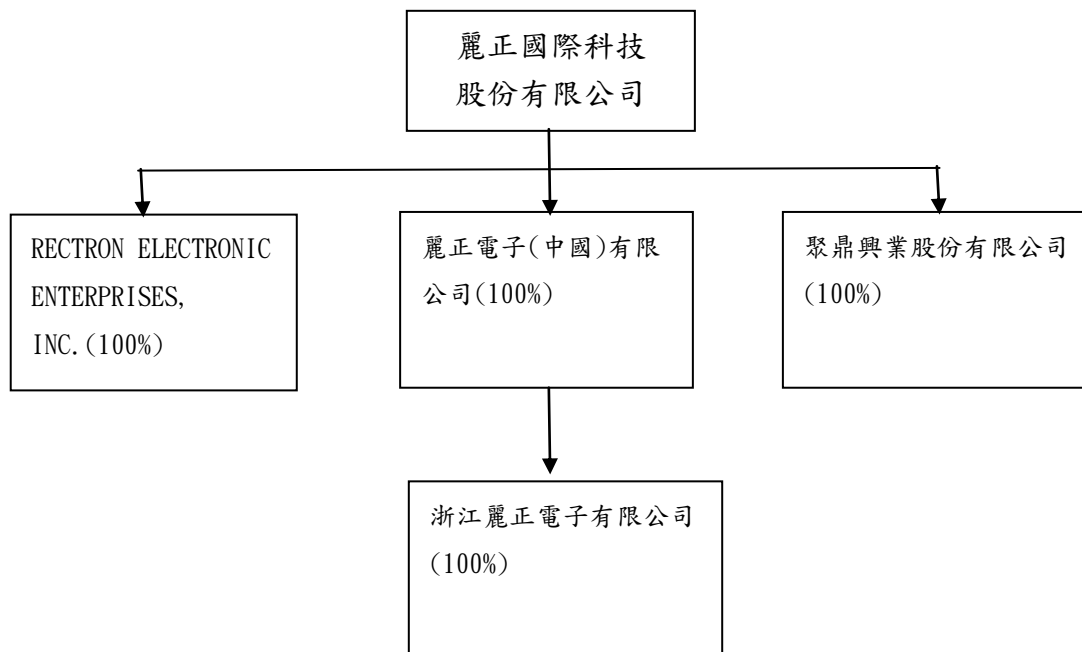 麗正國際科技
股份有限公司
RECTRON ELECTRONIC
ENTERPRISES,
INC.(100%)
麗正電子(中國)有限
公司(100%)
聚鼎興業股份有限公司
(100%)
浙江麗正電子有限公司
(100%)